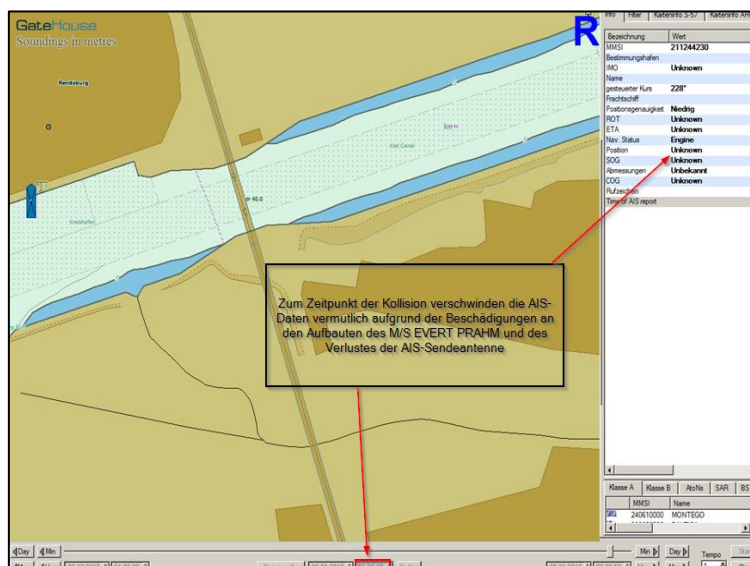 GateHouse
Soundings in metres
R
Rendsburg
Kiel Canal
Kreishafen
Info Filter Karteninfo S-57
Bezeichnung Wert
MMSI 211244230
Bestimmungshafen
IMO Unknown
Name
gesteuerter Kurs 228°
Frachtschiff
Positionsgenauigkeit Niedrig
ROT Unknown
ETA Unknown
Nav. Status Engine
Position Unknown
SOG Unknown
Abmessungen Unbekannt
COG Unknown
Rufzeichen
Time of AIS report
Zum Zeitpunkt der Kollision verschwinden die AIS-
Daten vermutlich aufgrund der Beschädigungen an
den Aufbauten des M/S EVERT PRAHM und des
Verlustes der AIS-Sendeantenne
Klasse A Klasse B AtoNs SAR BS
MMSI Name
240610000 MONTEGO
Day Min Min Day Tempo